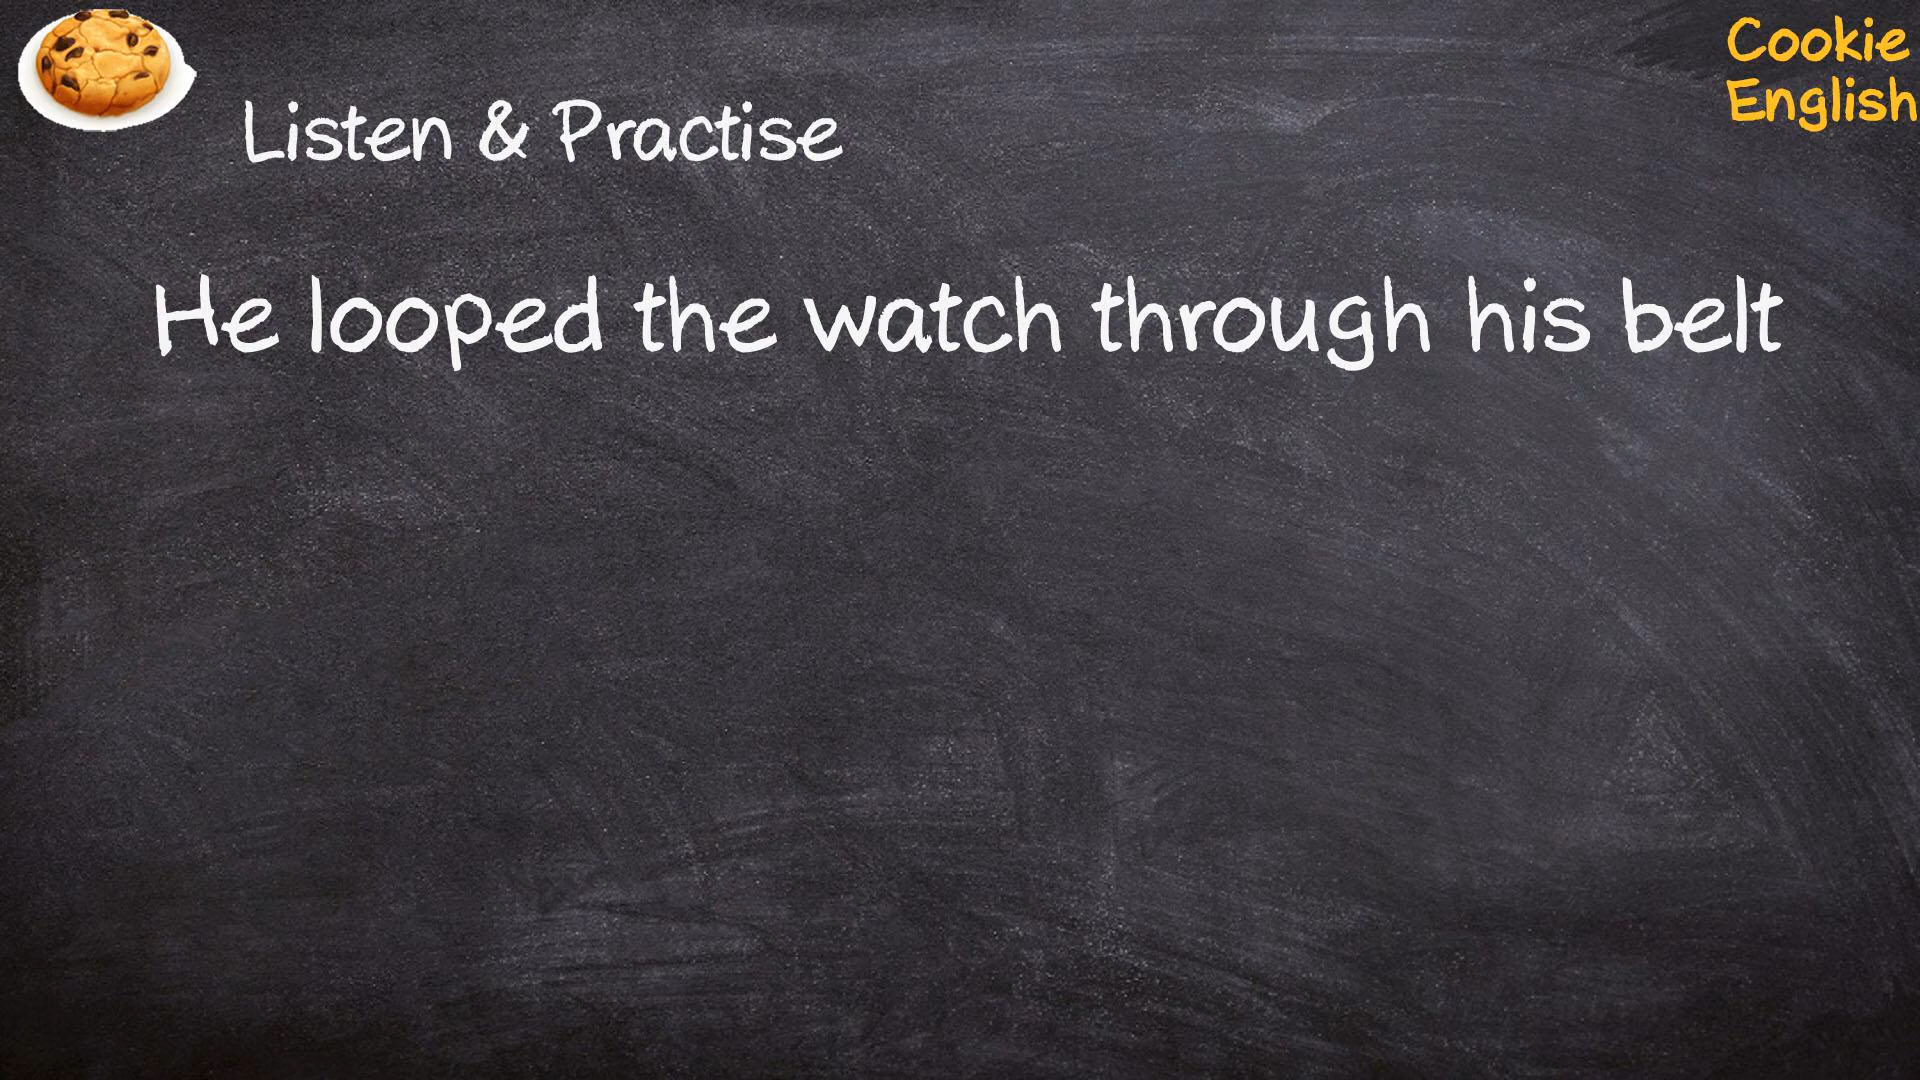 Cookie
English
Listen & Practise
He looped the watch through his belt